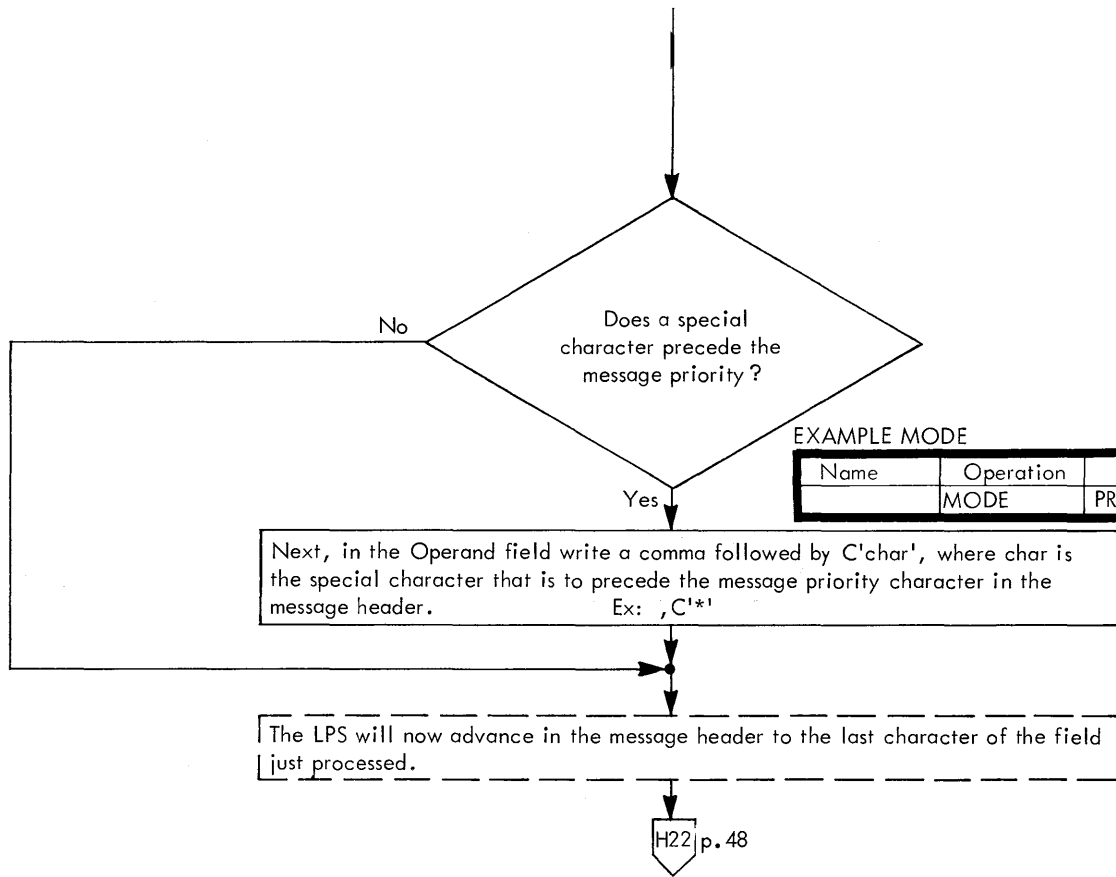 No
Does a special
character precede the
message priority?
EXAMPLE MODE
Name Operation
MODE PR
Yes
Next, in the Operand field write a comma followed by C'char', where char is
the special character that is to precede the message priority character in the
message header. Ex: ,C'*'
The LPS will now advance in the message header to the last character of the field
just processed.
H22 p.48